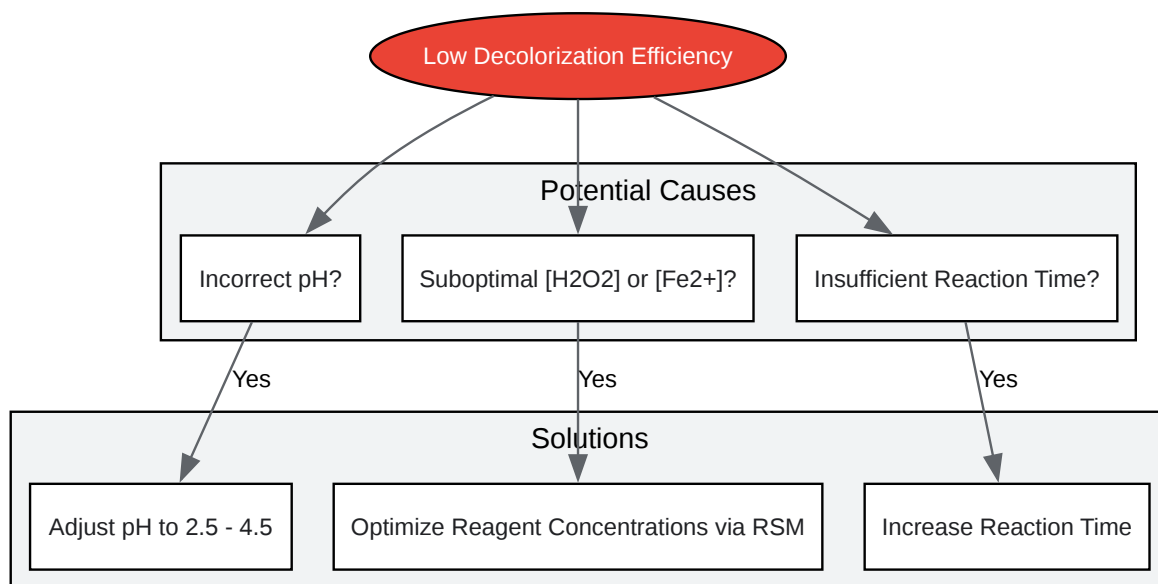 Low Decolorization Efficiency
Potential Causes
Incorrect pH?
Suboptimal [H2O2] or [Fe2+]?
Insufficient Reaction Time?
Yes
Yes
Yes
Solutions
Adjust pH to 2.5 - 4.5
Optimize Reagent Concentrations via RSM
Increase Reaction Time